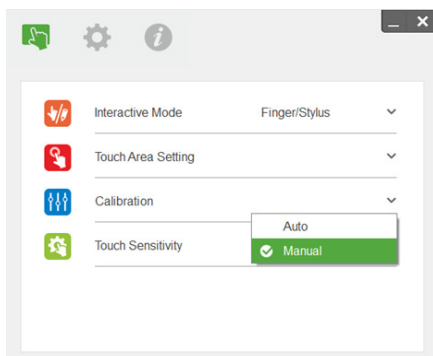 Interactive Mode Finger/Stylus
Touch Area Setting
Calibration
Auto
Touch Sensitivity
Manual